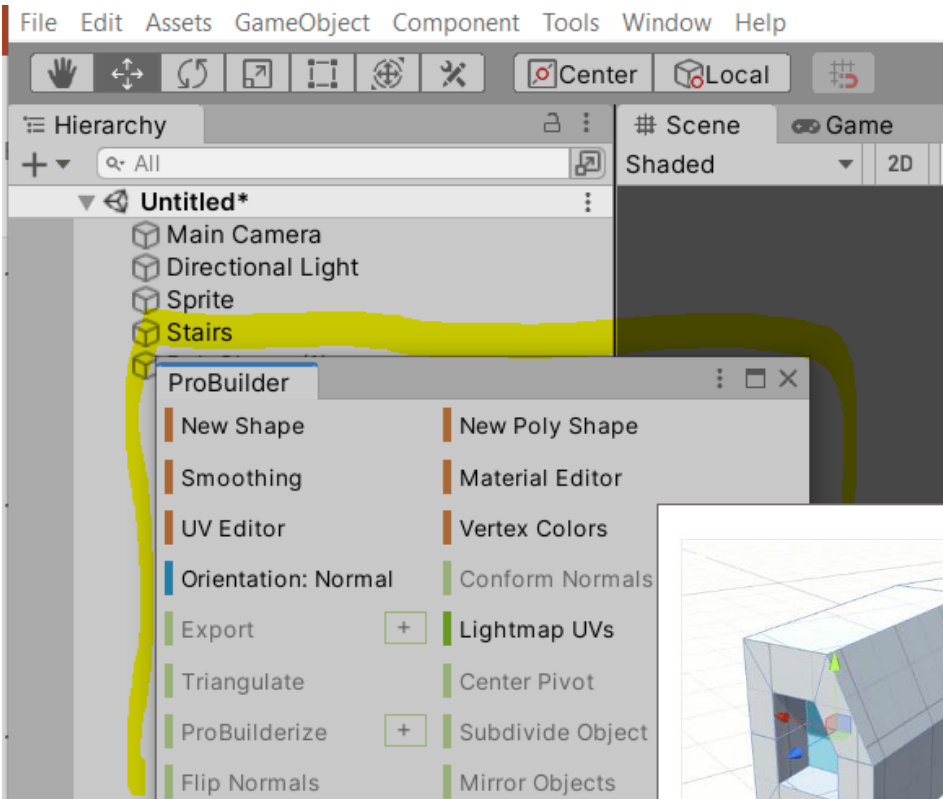 File Edit Assets GameObject Component Tools Window Help
Center Local
Hierarchy
Scene Game
All
Shaded 2D
Untitled*
Main Camera
Directional Light
Sprite
Stairs
ProBuilder
New Shape New Poly Shape
Smoothing Material Editor
UV Editor Vertex Colors
Orientation: Normal Conform Normals
Export + Lightmap UVs
Triangulate Center Pivot
ProBuilderize + Subdivide Object
Flip Normals Mirror Objects